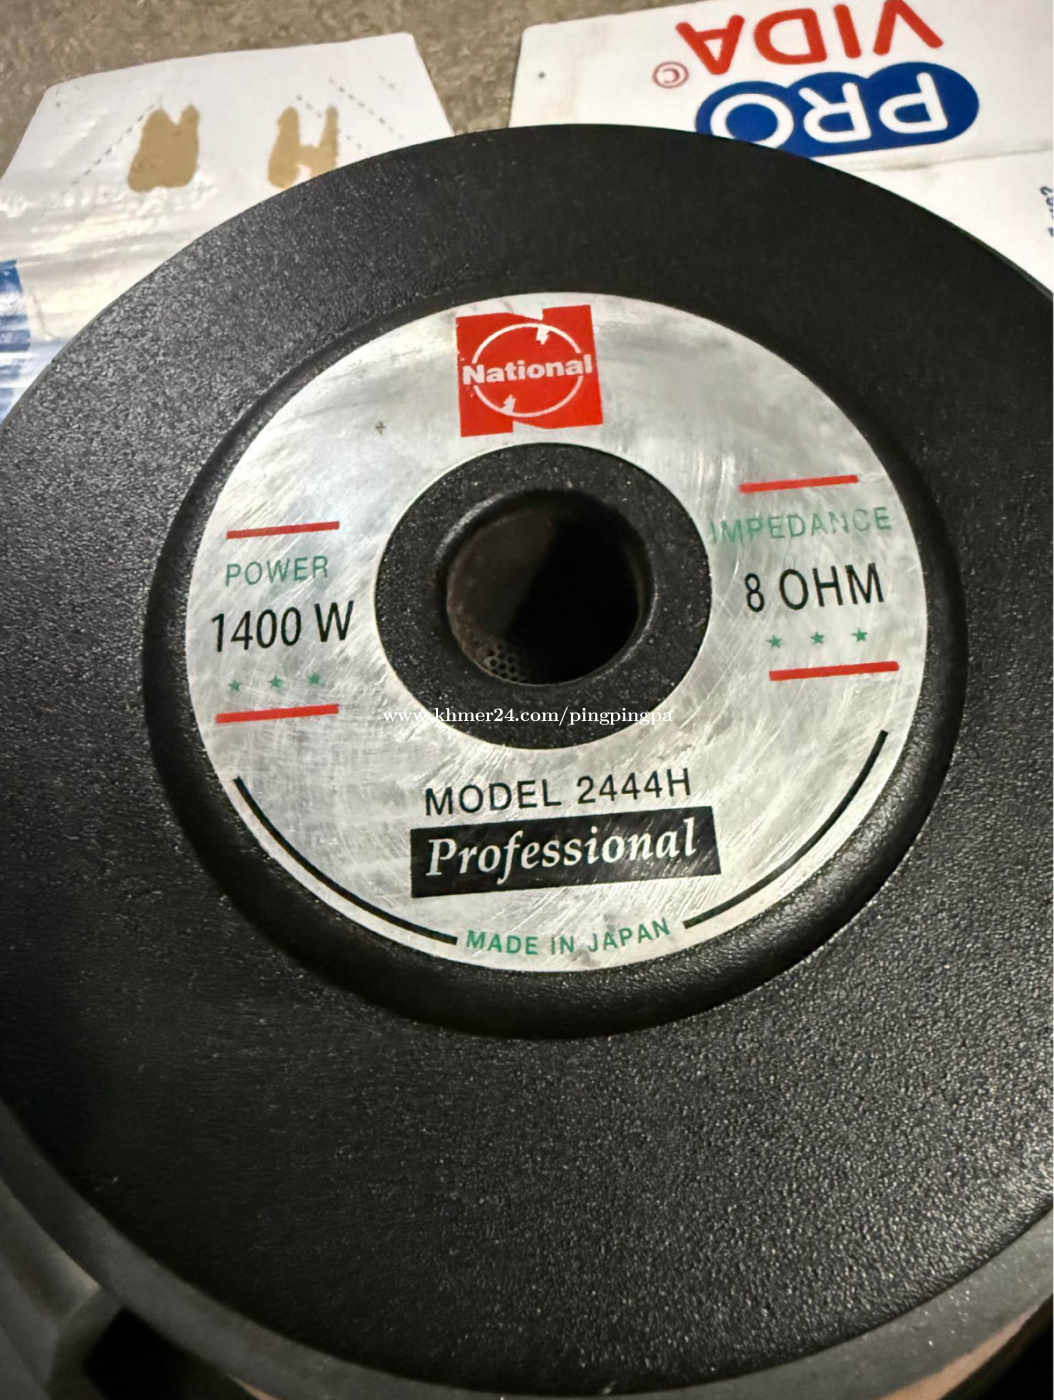 PRO
VIDA
©
National
POWER
1400 W
IMPEDANCE
8 OHM
www.khmer24.com/pingpingpa
MODEL 2444H
Professional
MADE IN JAPAN